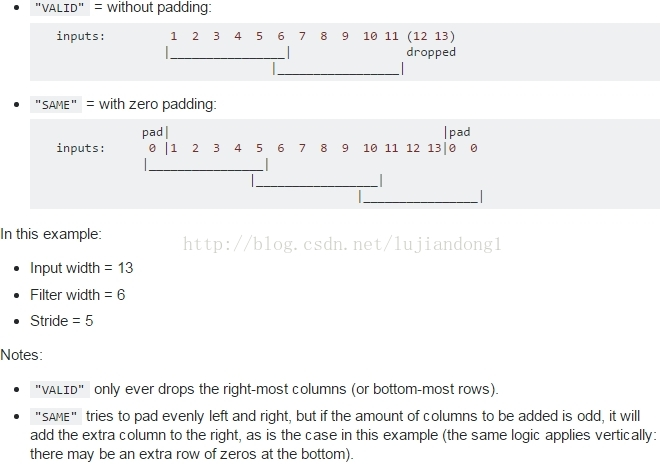 • "VALID" = without padding:
inputs: 1 2 3 4 5 6 7 8 9 10 11 (12 13)
|________________| dropped
|_________________|
• "SAME" = with zero padding:
pad| |pad
inputs: 0 |1 2 3 4 5 6 7 8 9 10 11 12 13|0 0
|________________|
|_________________|
|________________|
In this example:
http://blog.csdn.net/lujiandong1
• Input width = 13
• Filter width = 6
• Stride = 5
Notes:
• "VALID" only ever drops the right-most columns (or bottom-most rows).
• "SAME" tries to pad evenly left and right, but if the amount of columns to be added is odd, it will
add the extra column to the right, as is the case in this example (the same logic applies vertically:
there may be an extra row of zeros at the bottom).